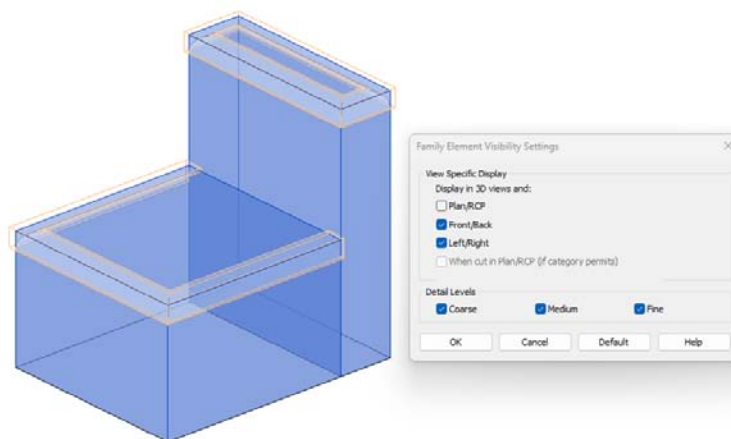 Family Element Visibility Settings
View Specific Display
Display in 3D views and:
Plan/RCP
Front/Back
Left/Right
When cut in Plan/RCP (if category permits)
Detail Levels
Coarse Medium Fine
OK Cancel Default Help